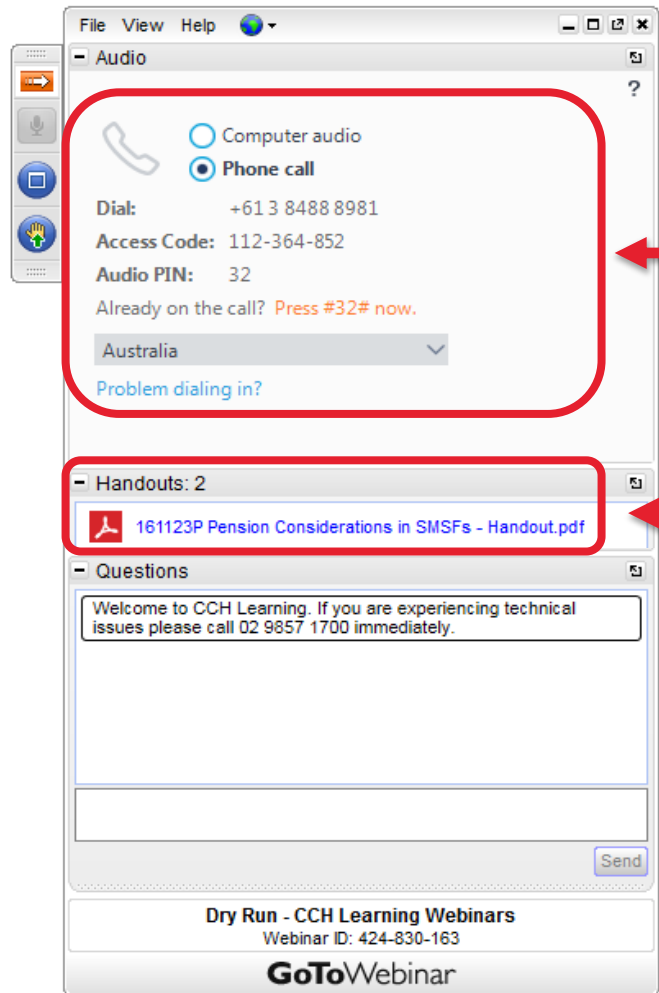 File View Help
Audio
?
Computer audio
Phone call
Dial: +61 3 8488 8981
Access Code: 112-364-852
Audio PIN: 32
Already on the call? Press #32# now.
Australia
Problem dialing in?
Handouts: 2
161123P Pension Considerations in SMSFs - Handout.pdf
Questions
Welcome to CCH Learning. If you are experiencing technical
issues please call 02 9857 1700 immediately.
Send
Dry Run - CCH Learning Webinars
Webinar ID: 424-830-163
GoToWebinar